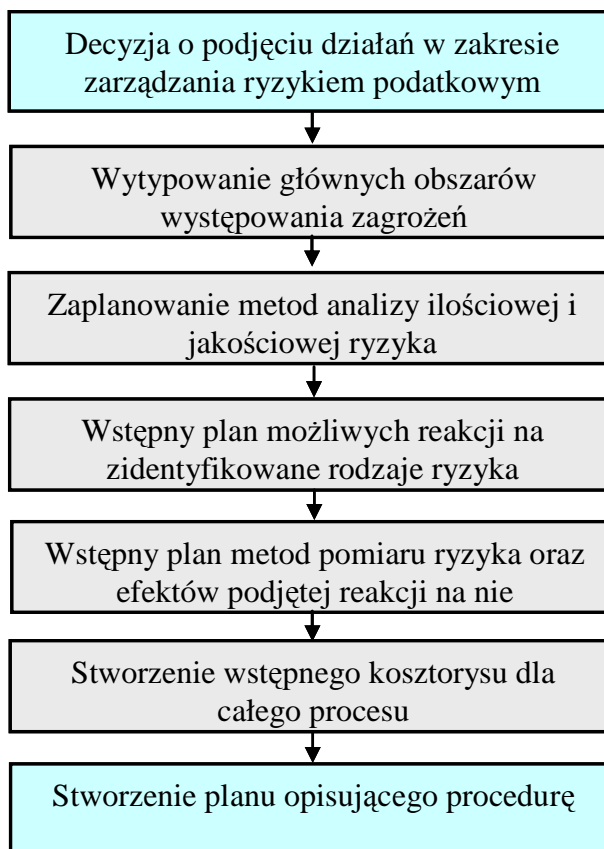 Decyzja o podjęciu działań w zakresie
zarządzania ryzykiem podatkowym
Wytypowanie głównych obszarów
występowania zagrożeń
Zaplanowanie metod analizy ilościowej i
jakościowej ryzyka
Wstępny plan możliwych reakcji na
zidentyfikowane rodzaje ryzyka
Wstępny plan metod pomiaru ryzyka oraz
efektów podjętej reakcji na nie
Stworzenie wstępnego kosztorysu dla
całego procesu
Stworzenie planu opisującego procedurę